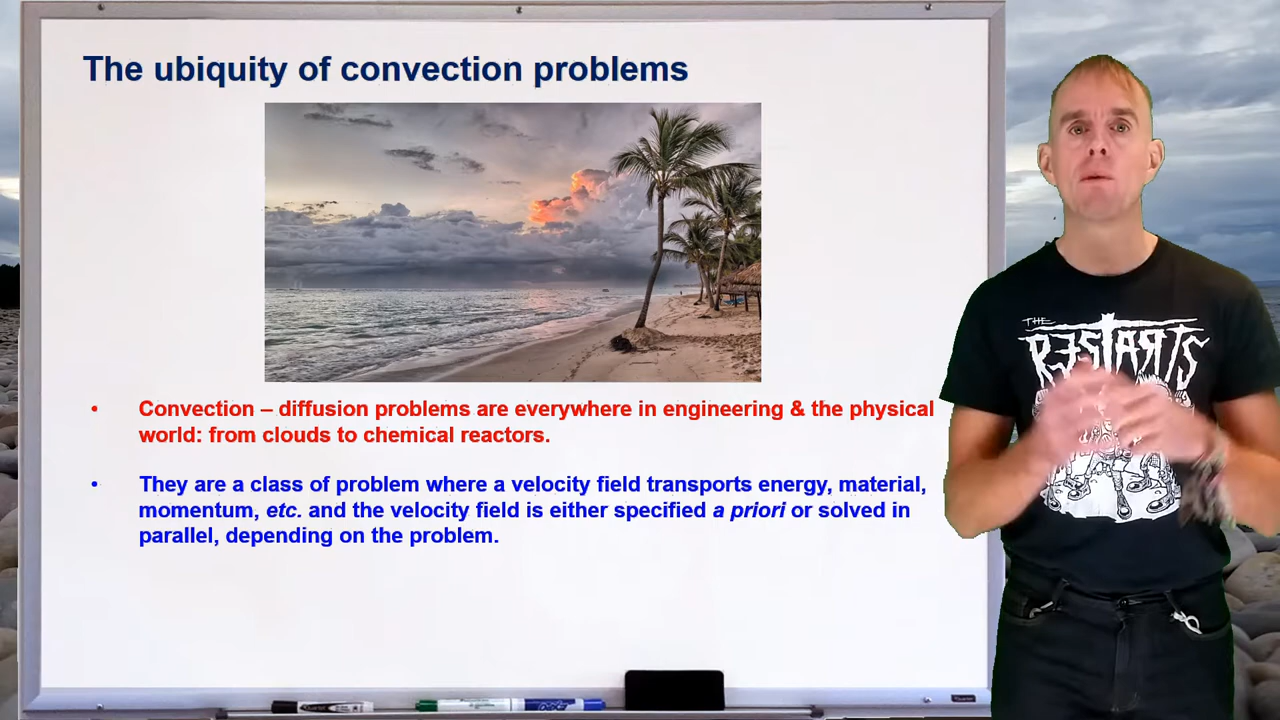 The ubiquity of convection problems
• Convection – diffusion problems are everywhere in engineering & the physical
world: from clouds to chemical reactors.
• They are a class of problem where a velocity field transports energy, material,
momentum, etc. and the velocity field is either specified a priori or solved in
parallel, depending on the problem.
THE
RESTARTS